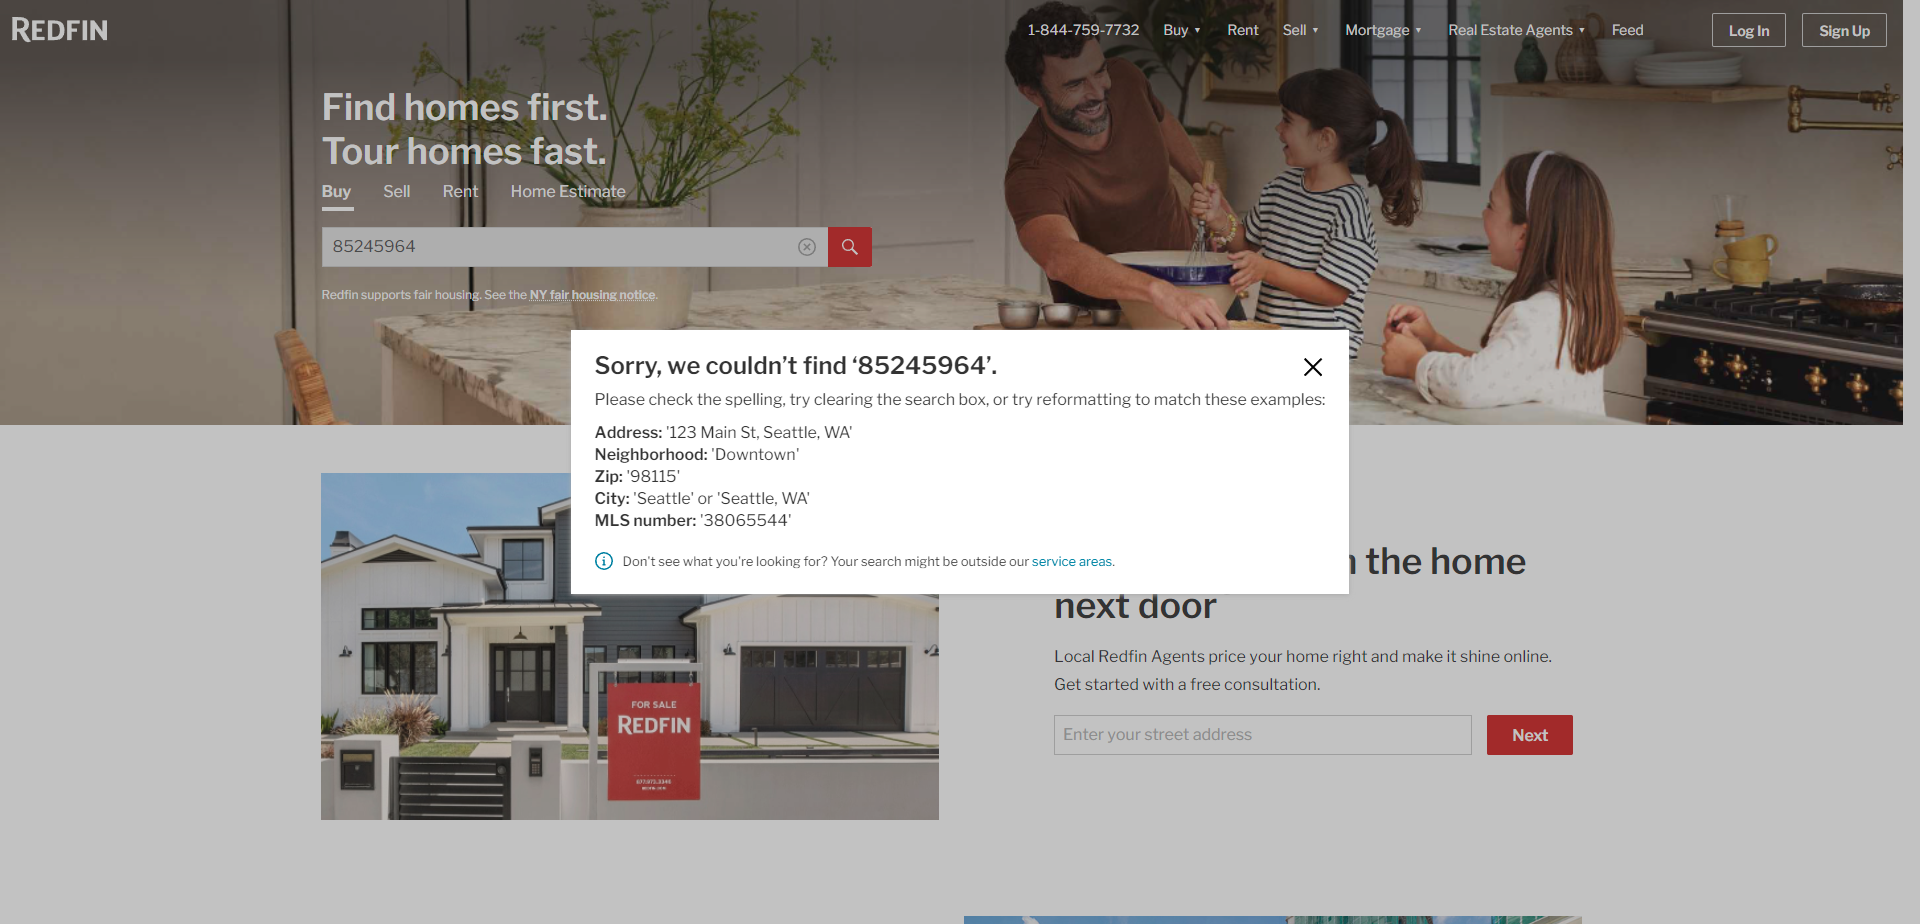 REDFIN
1-844-759-7732 Buy ▼ Rent Sell ▼ Mortgage ▼ Real Estate Agents ▼ Feed Log In Sign Up
Find homes first.
Tour homes fast.
Buy Sell Rent Home Estimate
85245964
Redfin supports fair housing. See the NY fair housing notice.
Sorry, we couldn’t find ‘85245964’.
Please check the spelling, try clearing the search box, or try reformatting to match these examples:
Address: '123 Main St, Seattle, WA'
Neighborhood: 'Downtown'
Zip: '98115'
City: 'Seattle' or 'Seattle, WA'
MLS number: '38065544'
Don't see what you're looking for? Your search might be outside our service areas.
the home
next door
Local Redfin Agents price your home right and make it shine online.
Get started with a free consultation.
Enter your street address Next
FOR SALE
REDFIN